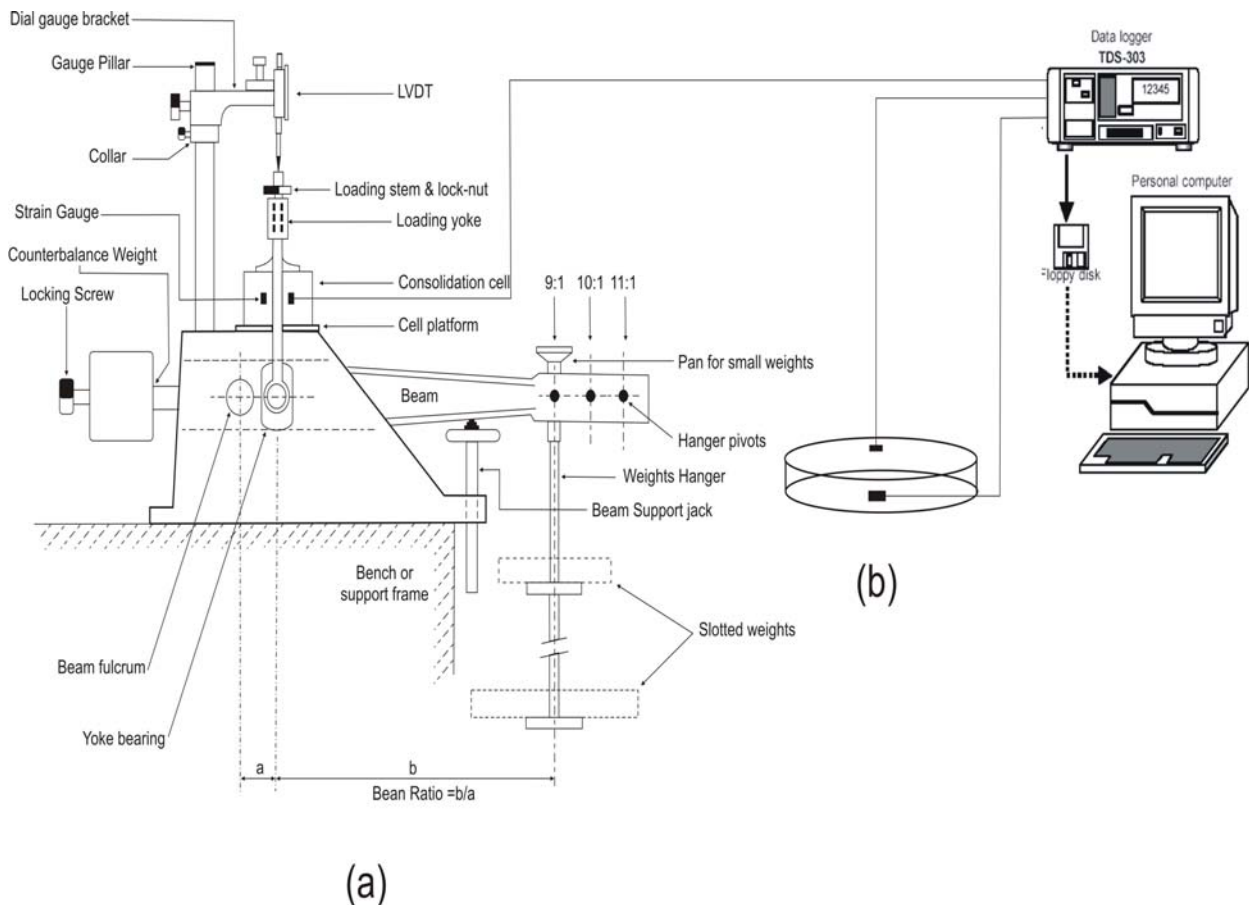 Dial gauge bracket
Gauge Pillar
LVDT
Collar
Loading stem & lock-nut
Strain Gauge
Loading yoke
Counterbalance Weight
Consolidation cell
Locking Screw
Cell platform
9:1 10:1 11:1
Pan for small weights
Beam
Hanger pivots
Weights Hanger
Beam Support jack
Bench or
support frame
Slotted weights
Beam fulcrum
Yoke bearing
a
b
Bean Ratio =b/a
(a)
Data logger
TDS-303
12345
Personal computer
Floppy disk
(b)